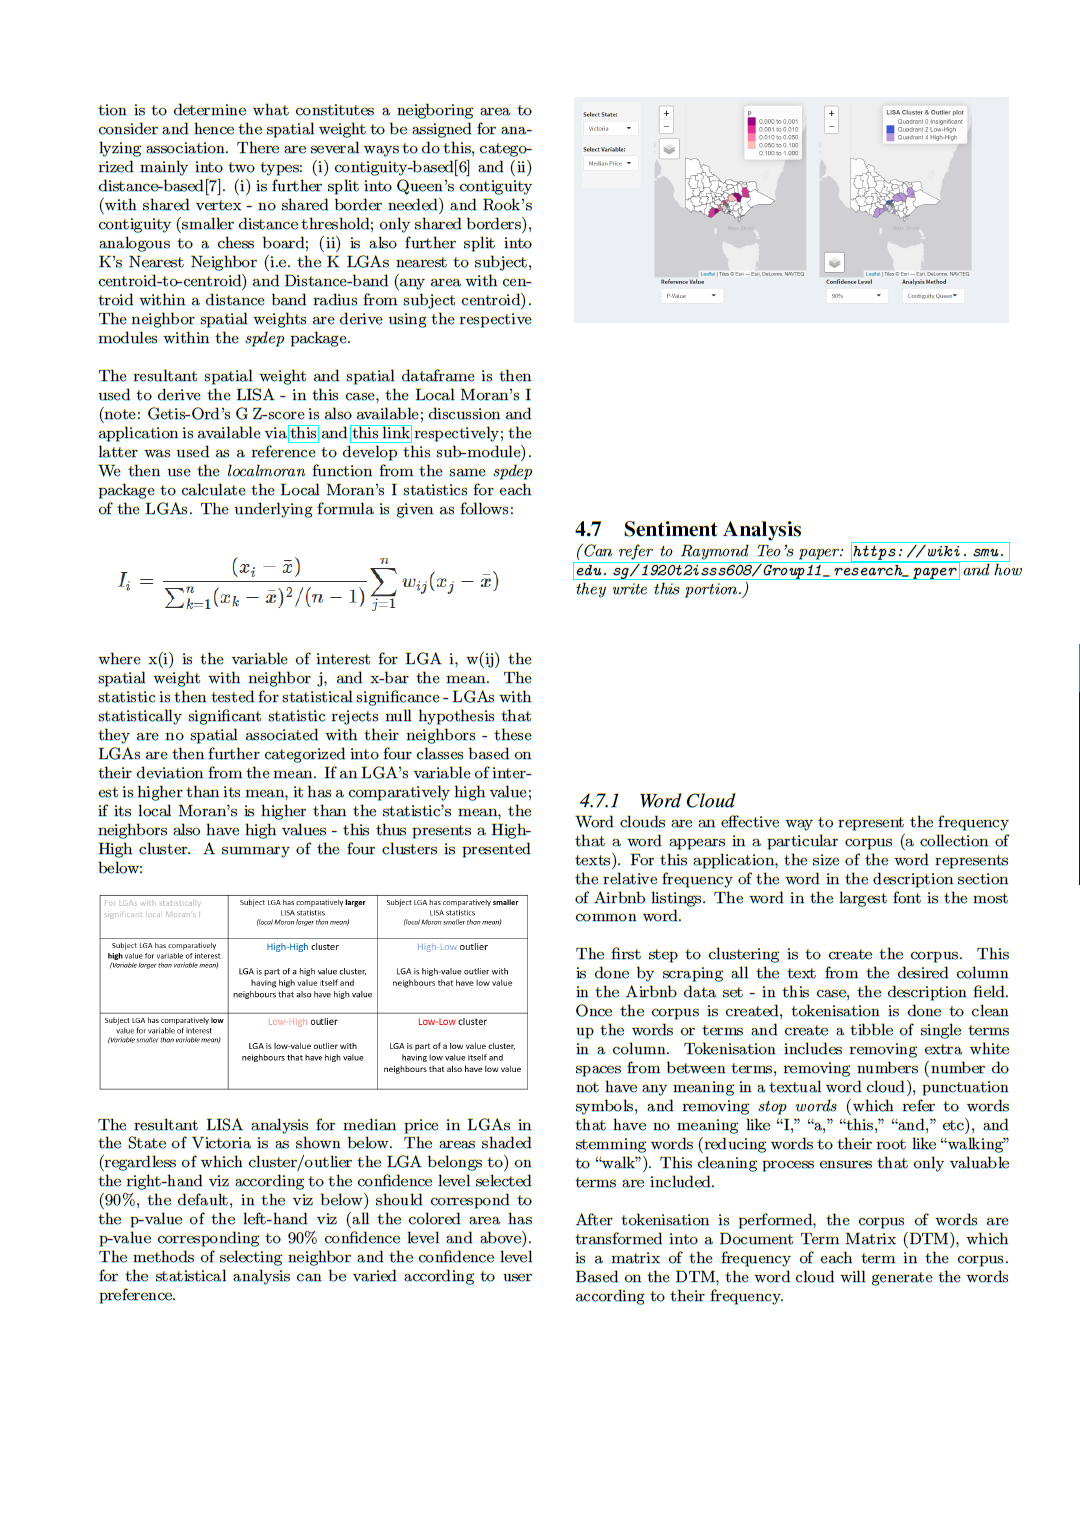 tion is to determine what constitutes a neigboring area to
consider and hence the spatial weight to be assigned for ana-
lyzing association. There are several ways to do this, catego-
rized mainly into two types: (i) contiguity-based[6] and (ii)
distance-based[7]. (i) is further split into Queen's contiguity
(with shared vertex - no shared border needed) and Rook's
contiguity (smaller distance threshold; only shared borders),
analogous to a chess board; (ii) is also further split into
K's Nearest Neighbor (i.e. the K LGAs nearest to subject,
centroid-to-centroid) and Distance-band (any area with cen-
troid within a distance band radius from subject centroid).
The neighbor spatial weights are derive using the respective
modules within the spdep package.
The resultant spatial weight and spatial dataframe is then
used to derive the LISA - in this case, the Local Moran's I
(note: Getis-Ord's G Z-score is also available; discussion and
application is available via this and this link respectively; the
latter was used as a reference to develop this sub-module).
We then use the localmoran function from the same spdep
package to calculate the Local Moran's I statistics for each
of the LGAs. The underlying formula is given as follows:
I_i = (x_i − x̄) / (∑_{k=1}^{n} (x_k − x̄)² / (n − 1)) ∑_{j=1}^{n} w_{ij}(x_j − x̄)
where x(i) is the variable of interest for LGA i, w(ij) the
spatial weight with neighbor j, and x-bar the mean. The
statistic is then tested for statistical significance - LGAs with
statistically significant statistic rejects null hypothesis that
they are no spatial associated with their neighbors - these
LGAs are then further categorized into four classes based on
their deviation from the mean. If an LGA's variable of inter-
est is higher than its mean, it has a comparatively high value;
if its local Moran's is higher than the statistic's mean, the
neighbors also have high values - this thus presents a High-
High cluster. A summary of the four clusters is presented
below:
For LGAs with statistically
significant local Moran's I
Subject LGA has comparatively larger
LISA statistics
(local Moran larger than mean)
Subject LGA has comparatively smaller
LISA statistics
(local Moran smaller than mean)
Subject LGA has comparatively
high value for variable of interest
(Variable larger than variable mean)
High-High cluster
LGA is part of a high value cluster,
having high value itself and
neighbours that also have high value
High-Low outlier
LGA is high-value outlier with
neighbours that have low value
Subject LGA has comparatively low
value for variable of interest
(Variable smaller than variable mean)
Low-High outlier
LGA is low-value outlier with
neighbours that have high value
Low-Low cluster
LGA is part of a low value cluster,
having low value itself and
neighbours that also have low value
The resultant LISA analysis for median price in LGAs in
the State of Victoria is as shown below. The areas shaded
(regardless of which cluster/outlier the LGA belongs to) on
the right-hand viz according to the confidence level selected
(90%, the default, in the viz below) should correspond to
the p-value of the left-hand viz (all the colored area has
p-value corresponding to 90% confidence level and above).
The methods of selecting neighbor and the confidence level
for the statistical analysis can be varied according to user
preference.
Select State:
Victoria
Select Variable:
Median Price
+
−
p
0.000 to 0.001
0.001 to 0.010
0.010 to 0.050
0.050 to 0.100
0.100 to 1.000
Leaflet | Tiles © Esri — Esri, DeLorme, NAVTEQ
Reference Value
P-Value
+
−
LISA Cluster & Outlier plot
Quadrant 0 Insignificant
Quadrant 2 Low-High
Quadrant 4 High-High
Leaflet | Tiles © Esri — Esri, DeLorme, NAVTEQ
Confidence Level
90%
Analysis Method
Contiguity Queen
4.7 Sentiment Analysis
(Can refer to Raymond Teo's paper: https://wiki.smu.
edu.sg/1920t2isss608/Group11_research_paper and how
they write this portion.)
4.7.1 Word Cloud
Word clouds are an effective way to represent the frequency
that a word appears in a particular corpus (a collection of
texts). For this application, the size of the word represents
the relative frequency of the word in the description section
of Airbnb listings. The word in the largest font is the most
common word.
The first step to clustering is to create the corpus. This
is done by scraping all the text from the desired column
in the Airbnb data set - in this case, the description field.
Once the corpus is created, tokenisation is done to clean
up the words or terms and create a tibble of single terms
in a column. Tokenisation includes removing extra white
spaces from between terms, removing numbers (number do
not have any meaning in a textual word cloud), punctuation
symbols, and removing stop words (which refer to words
that have no meaning like “I,” “a,” “this,” “and,” etc), and
stemming words (reducing words to their root like “walking”
to “walk”). This cleaning process ensures that only valuable
terms are included.
After tokenisation is performed, the corpus of words are
transformed into a Document Term Matrix (DTM), which
is a matrix of the frequency of each term in the corpus.
Based on the DTM, the word cloud will generate the words
according to their frequency.